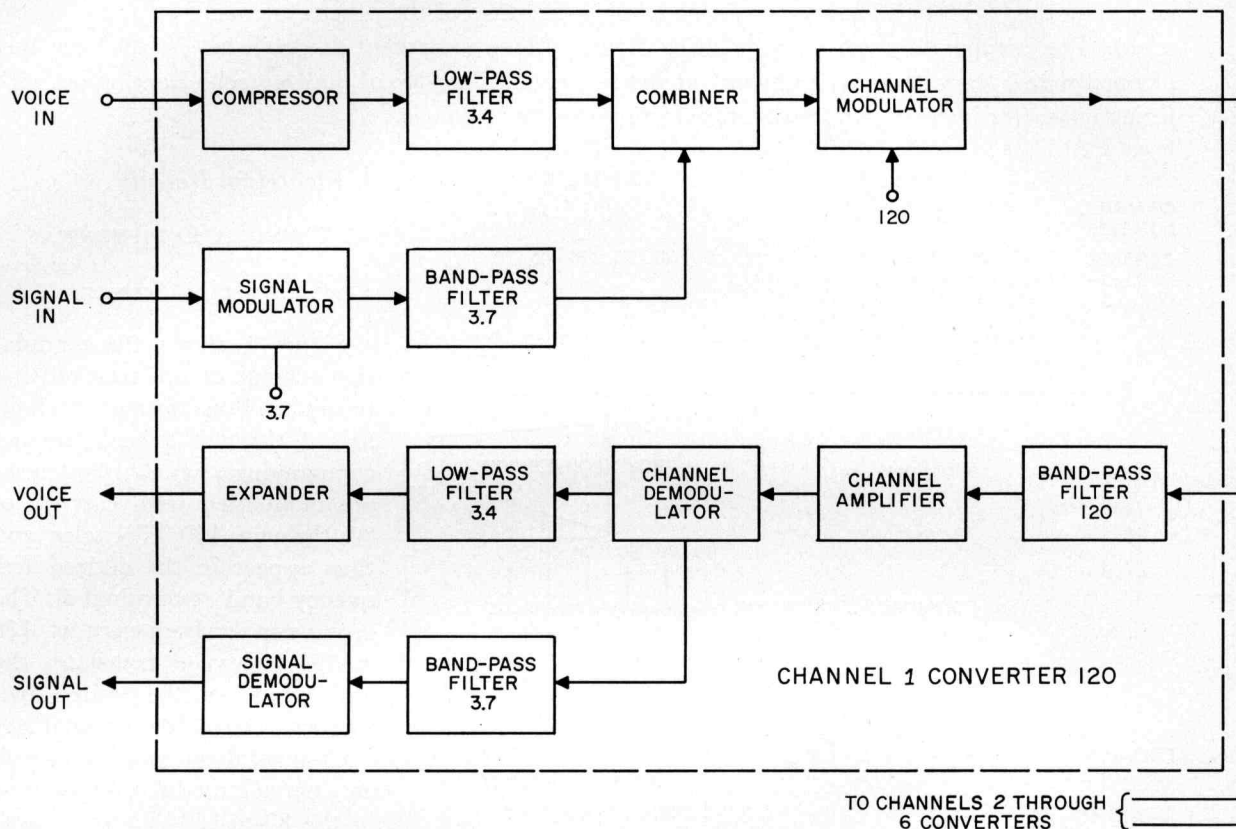 VOICE
IN
COMPRESSOR
LOW-PASS
FILTER
3.4
COMBINER
CHANNEL
MODULATOR
120
SIGNAL
IN
SIGNAL
MODULATOR
3.7
BAND-PASS
FILTER
3.7
VOICE
OUT
EXPANDER
LOW-PASS
FILTER
3.4
CHANNEL
DEMODU-
LATOR
CHANNEL
AMPLIFIER
BAND-PASS
FILTER
120
SIGNAL
OUT
SIGNAL
DEMODU-
LATOR
BAND-PASS
FILTER
3.7
CHANNEL 1 CONVERTER 120
TO CHANNELS 2 THROUGH
6 CONVERTERS